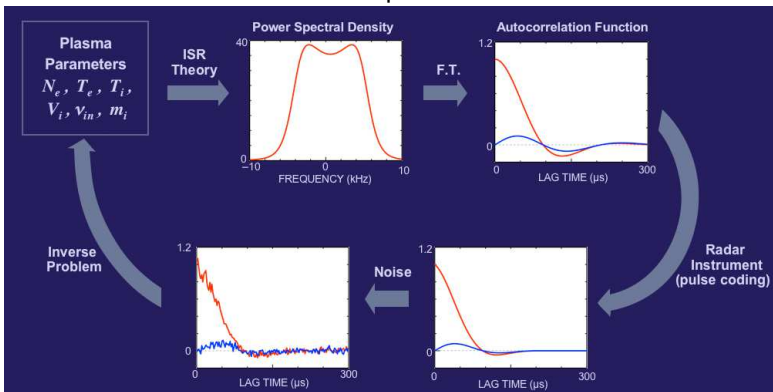 Plasma
Parameters
Nₑ , Tₑ , Tᵢ ,
Vᵢ , νᵢₙ , mᵢ
ISR
Theory
Power Spectral Density
40
0
−10
0
10
FREQUENCY (kHz)
F.T.
Autocorrelation Function
1.2
0
0
300
LAG TIME (µs)
Radar
Instrument
(pulse coding)
1.2
0
0
300
LAG TIME (µs)
Noise
1.2
0
0
300
LAG TIME (µs)
Inverse
Problem